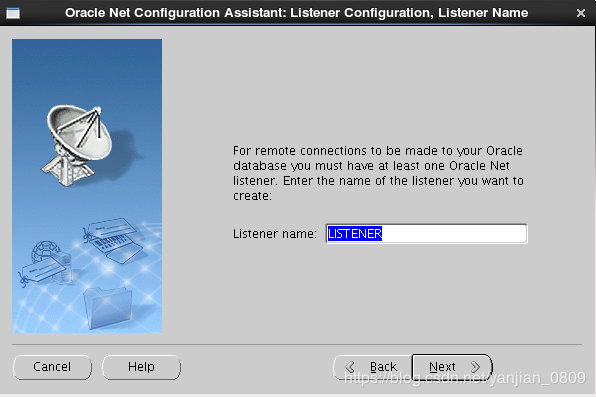 Oracle Net Configuration Assistant: Listener Configuration, Listener Name
For remote connections to be made to your Oracle
database you must have at least one Oracle Net
listener. Enter the name of the listener you want to
create:
Listener name: LISTENER
Cancel Help Back Next
https://blog.csdn.net/yanjian_0809